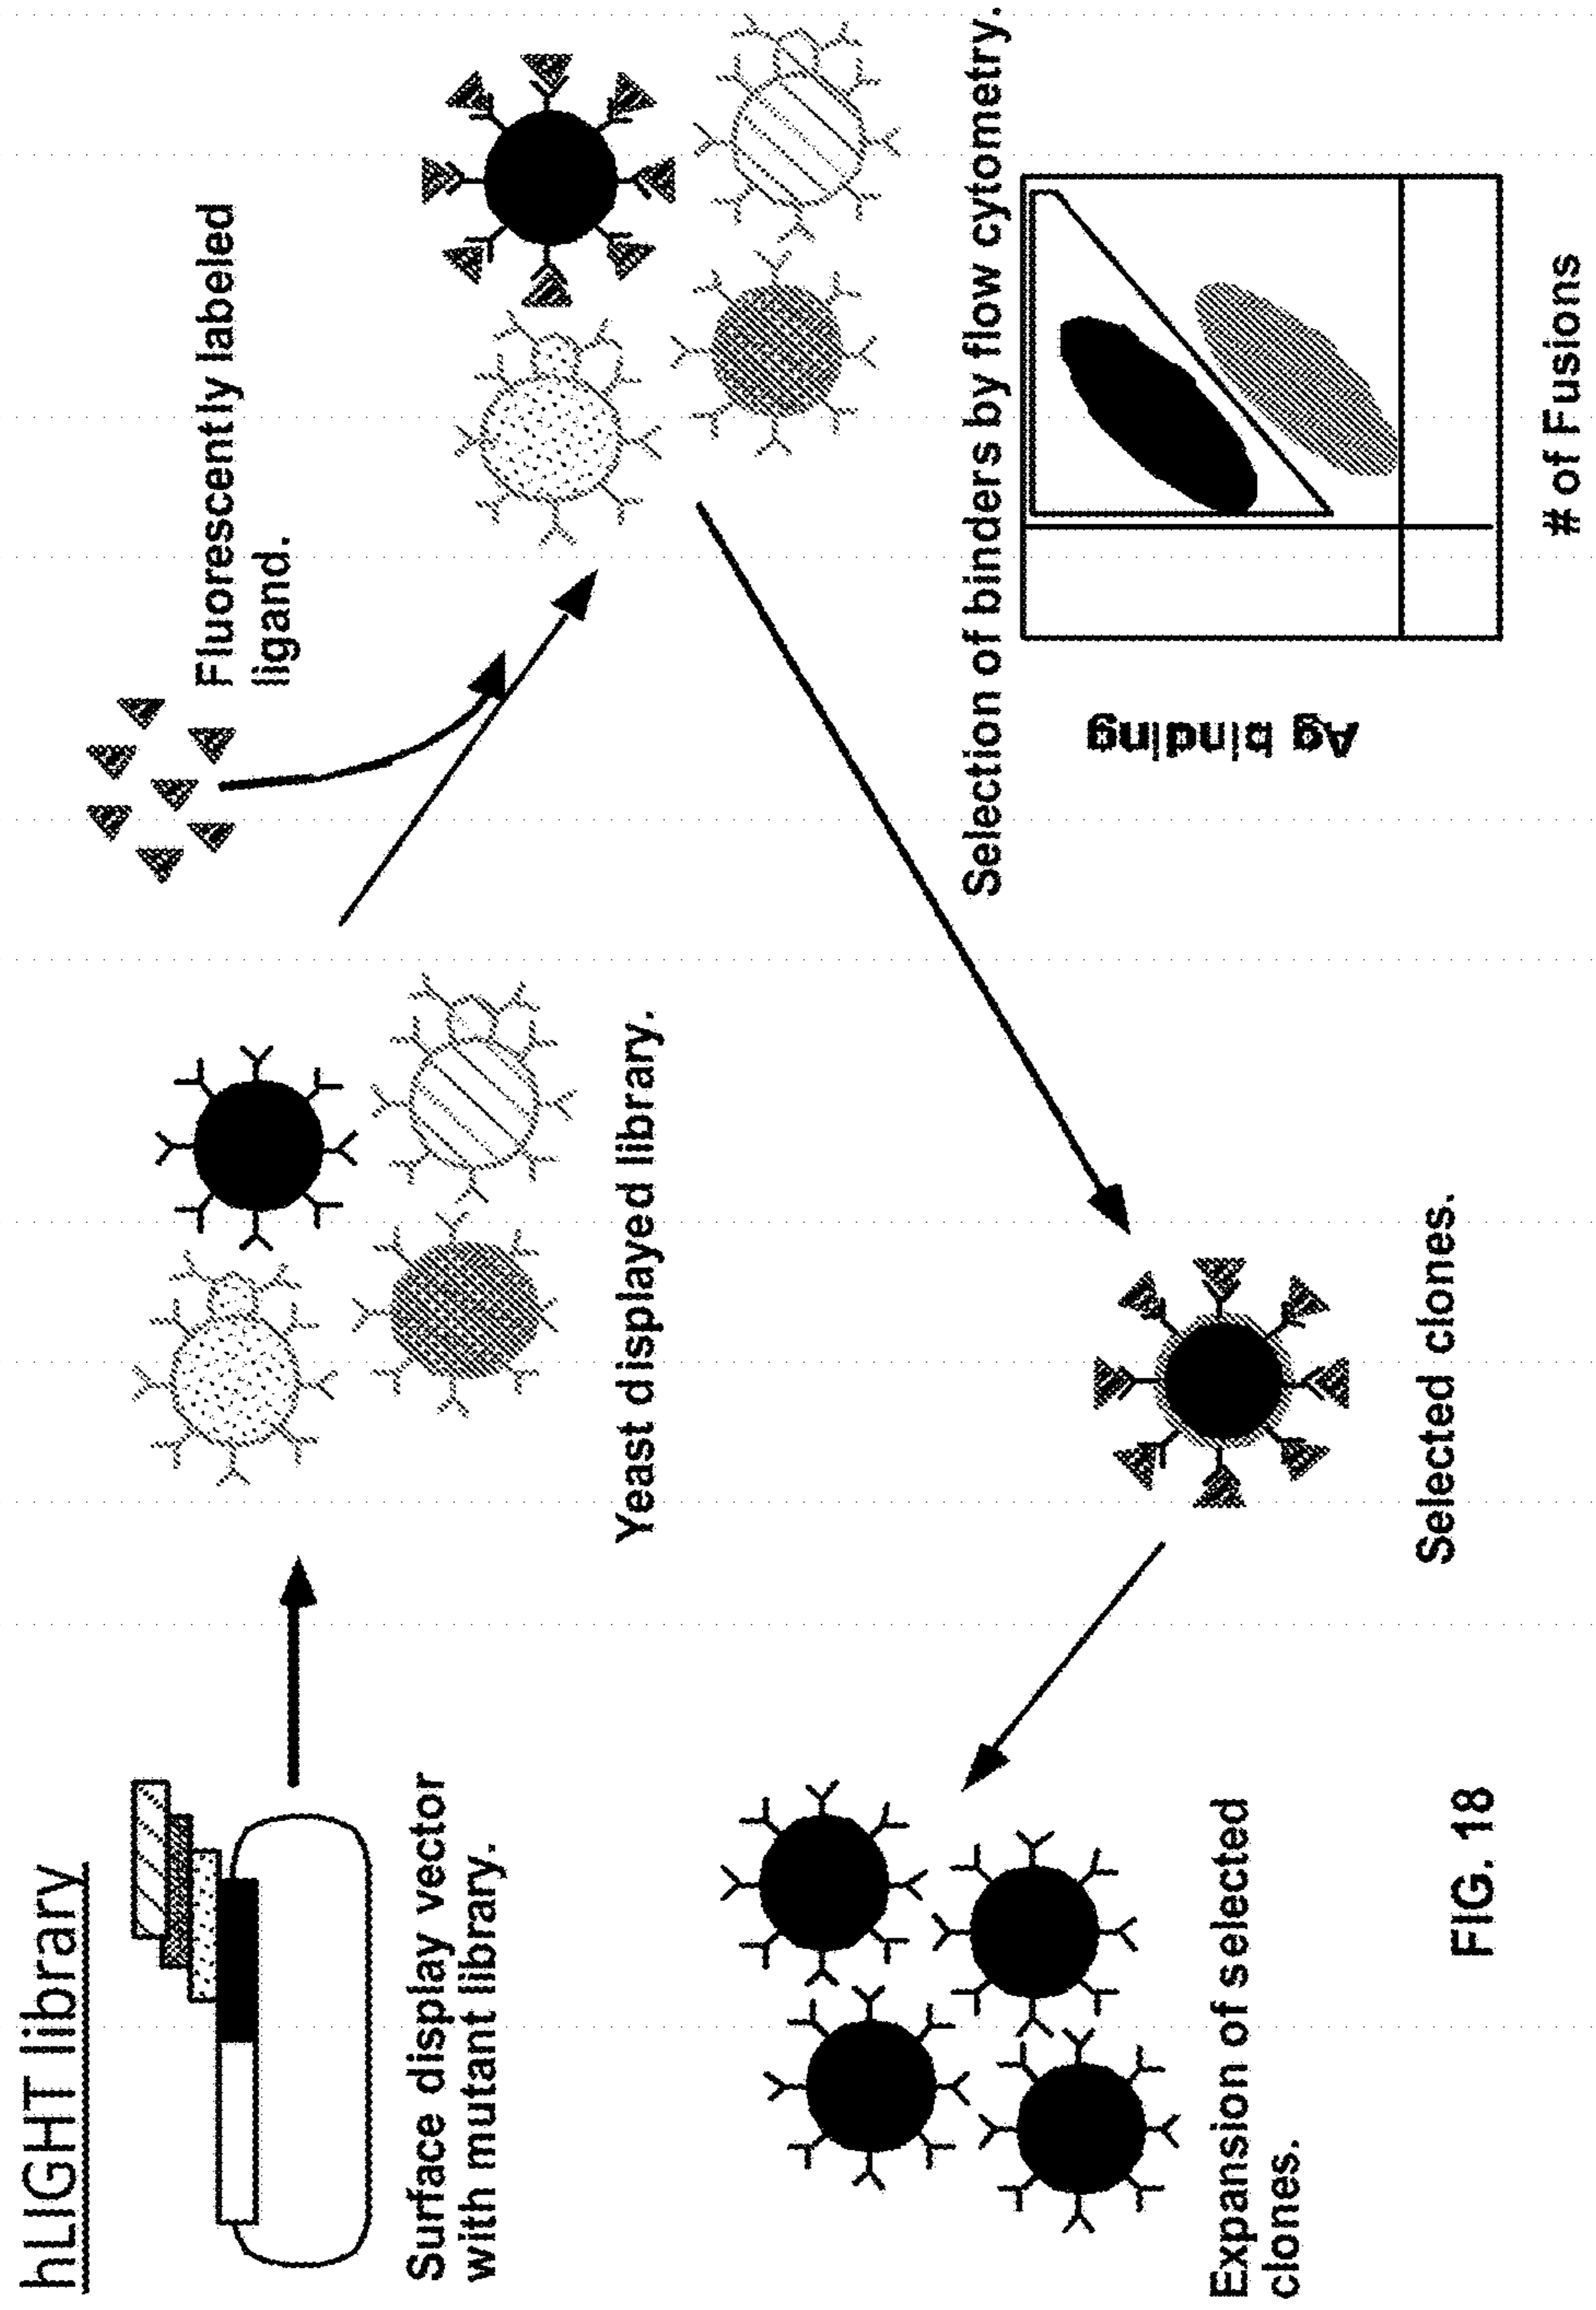 hLIGHT library
Surface display vector
with mutant library.
Yeast displayed library.
Fluorescently labeled
ligand.
Selection of binders by flow cytometry.
Ag binding
# of Fusions
Selected clones.
Expansion of selected
clones.
FIG. 18